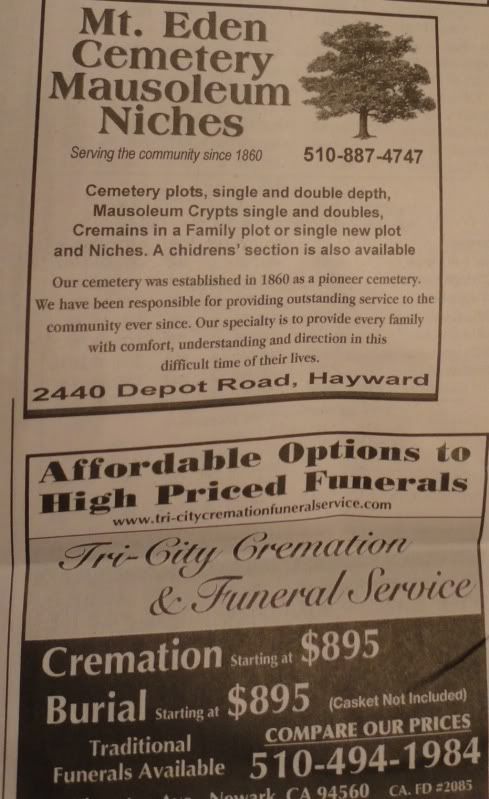 Mt. Eden
Cemetery
Mausoleum
Niches
Serving the community since 1860
510-887-4747
Cemetery plots, single and double depth,
Mausoleum Crypts single and doubles,
Cremains in a Family plot or single new plot
and Niches. A chidrens' section is also available
Our cemetery was established in 1860 as a pioneer cemetery.
We have been responsible for providing outstanding service to the
community ever since. Our specialty is to provide every family
with comfort, understanding and direction in this
difficult time of their lives.
2440 Depot Road, Hayward
Affordable Options to
High Priced Funerals
www.tri-citycremationfuneralservice.com
Tri-City Cremation
& Funeral Service
Cremation Starting at $895
Burial Starting at $895 (Casket Not Included)
Traditional
Funerals Available
COMPARE OUR PRICES
510-494-1984
Newark CA 94560 CA. FD #2085